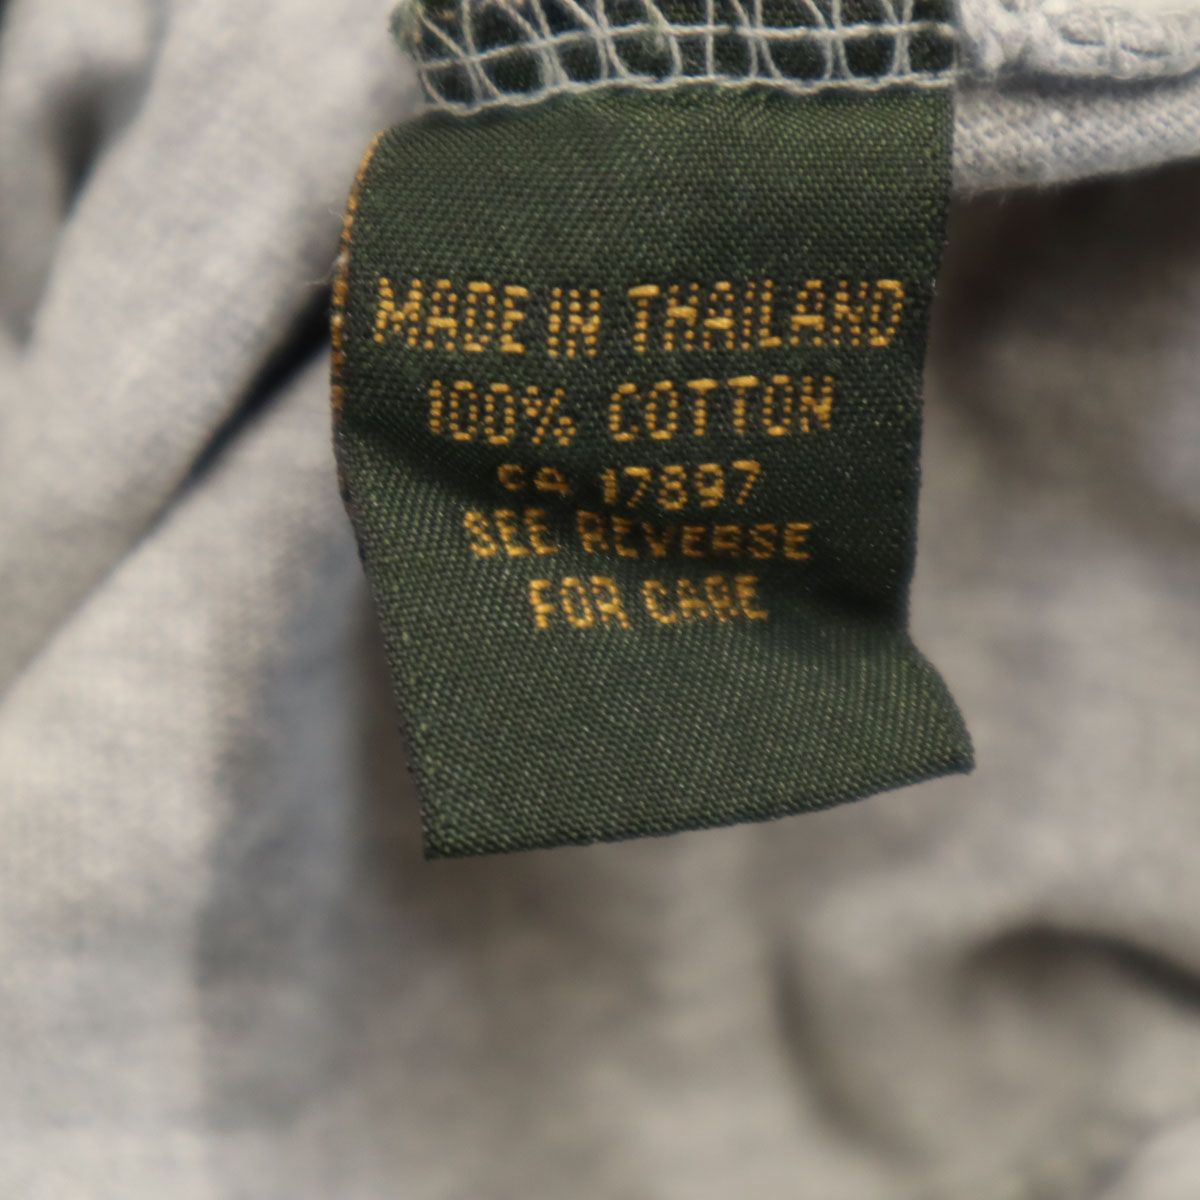 MADE IN THAILAND
100% COTTON
CA 17897
SEE REVERSE
FOR CARE